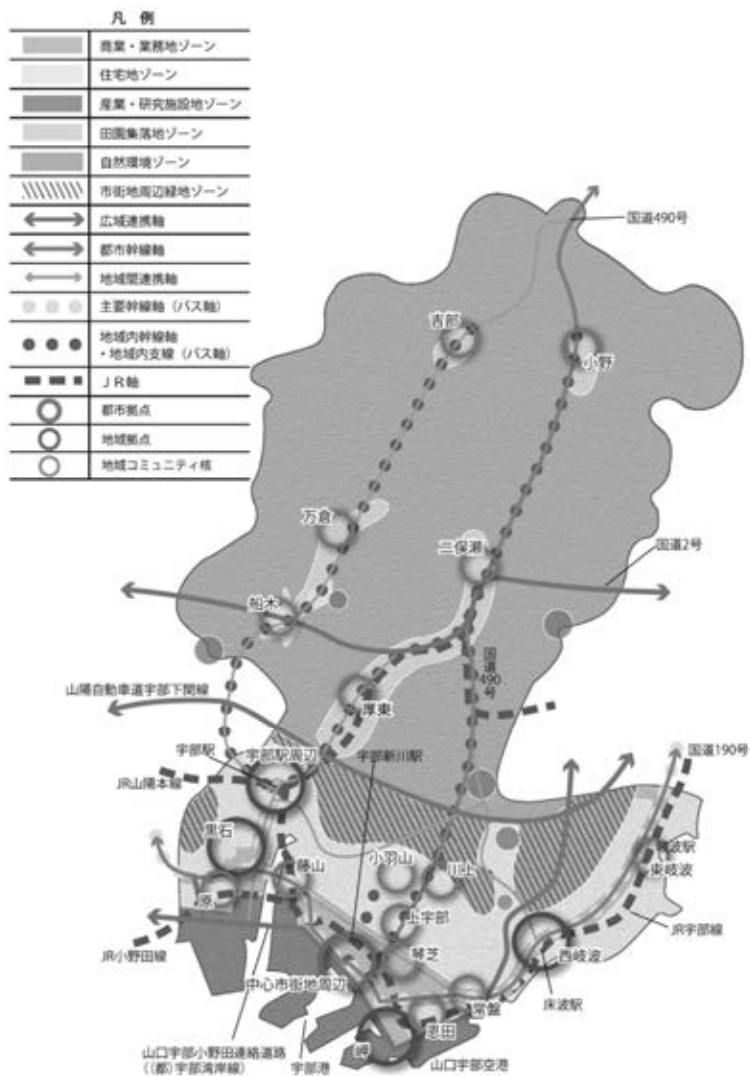 凡 例
商業・業務地ゾーン
住宅地ゾーン
産業・研究施設地ゾーン
田園集落地ゾーン
自然環境ゾーン
市街地周辺緑地ゾーン
広域連携軸
都市幹線軸
地域間連携軸
主要幹線軸（バス軸）
地域内幹線軸
・地域内支線（バス軸）
ＪＲ軸
都市拠点
地域拠点
地域コミュニティ核
国道490号
吉部
小野
万倉
二俣瀬
国道2号
船木
国道490号
山陽自動車道宇部下関線
厚東
宇部駅
宇部駅周辺
宇部新川駅
国道190号
JR山陽本線
黒石
小羽山
川上
岐波駅
東岐波
藤山
原
上宇部
JR宇部線
琴芝
西岐波
JR小野田線
中心市街地周辺
常盤
床波駅
恩田
岬
山口宇部小野田連絡道路
（（都）宇部湾岸線）
宇部港
山口宇部空港